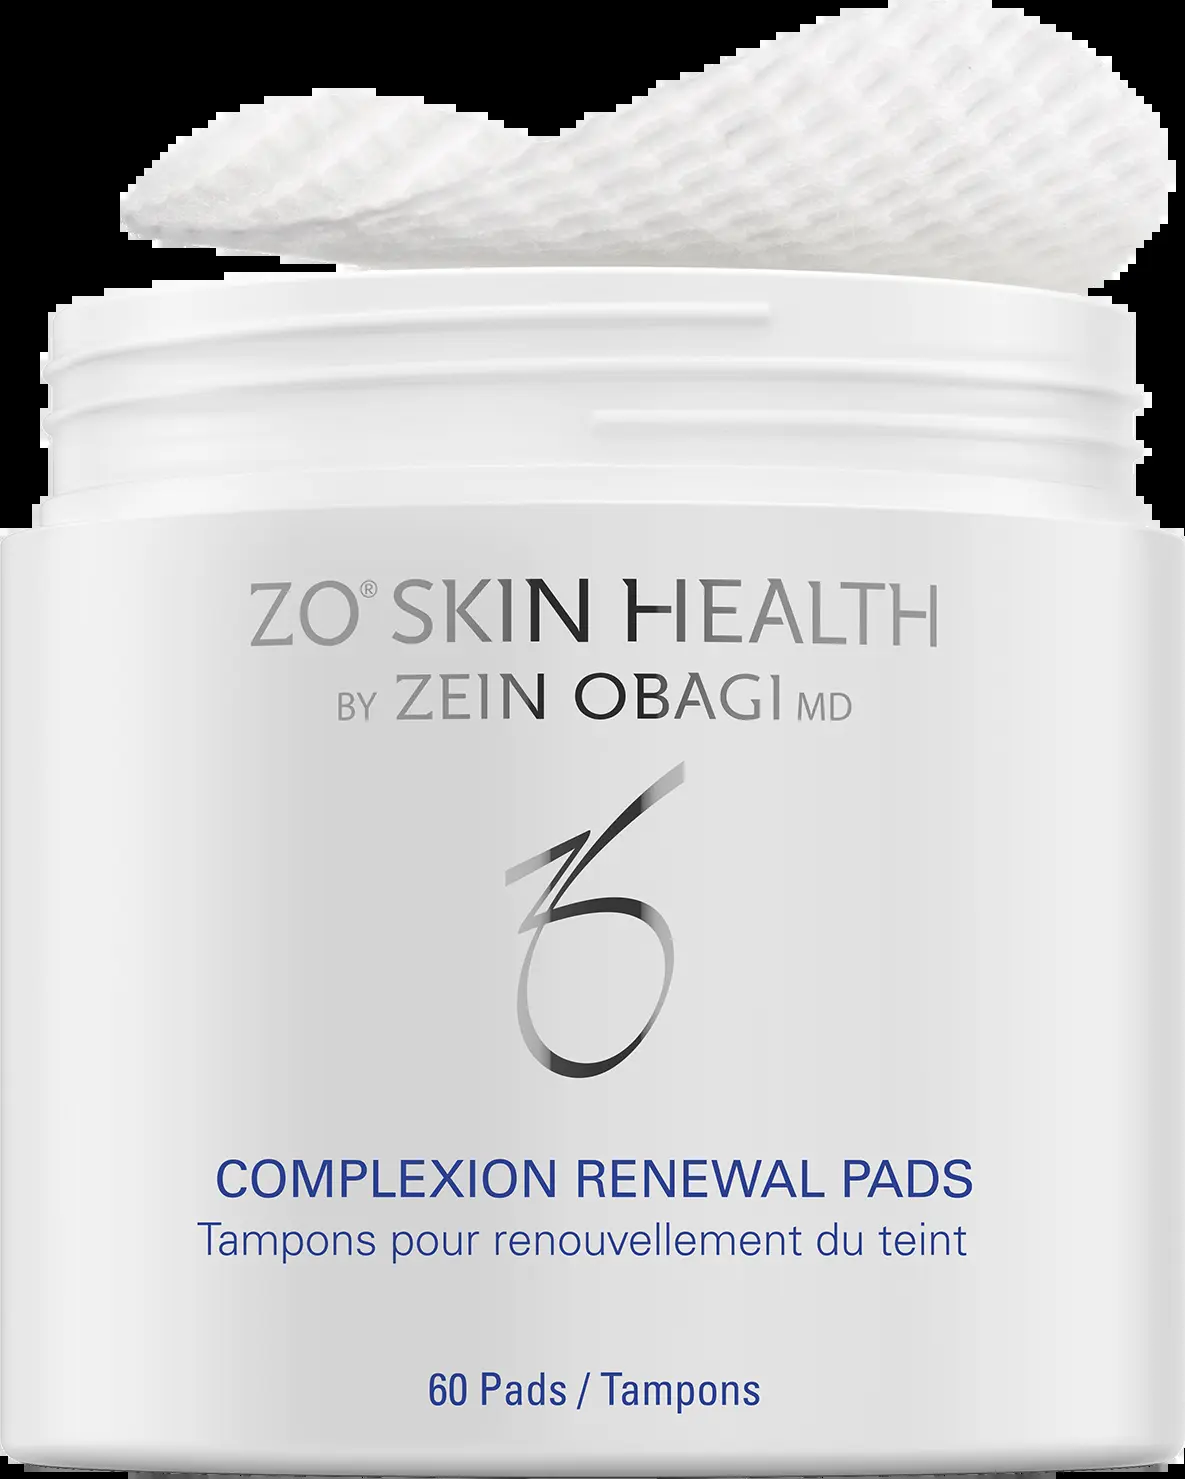 ZO® SKIN HEALTH
BY ZEIN OBAGI MD
COMPLEXION RENEWAL PADS
Tampons pour renouvellement du teint
60 Pads / Tampons